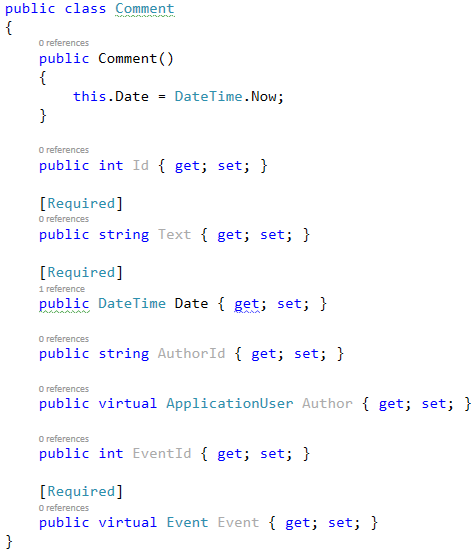 public class Comment
{
0 references
public Comment()
{
this.Date = DateTime.Now;
}
0 references
public int Id { get; set; }
[Required]
0 references
public string Text { get; set; }
[Required]
1 reference
public DateTime Date { get; set; }
0 references
public string AuthorId { get; set; }
0 references
public virtual ApplicationUser Author { get; set; }
0 references
public int EventId { get; set; }
[Required]
0 references
public virtual Event Event { get; set; }
}